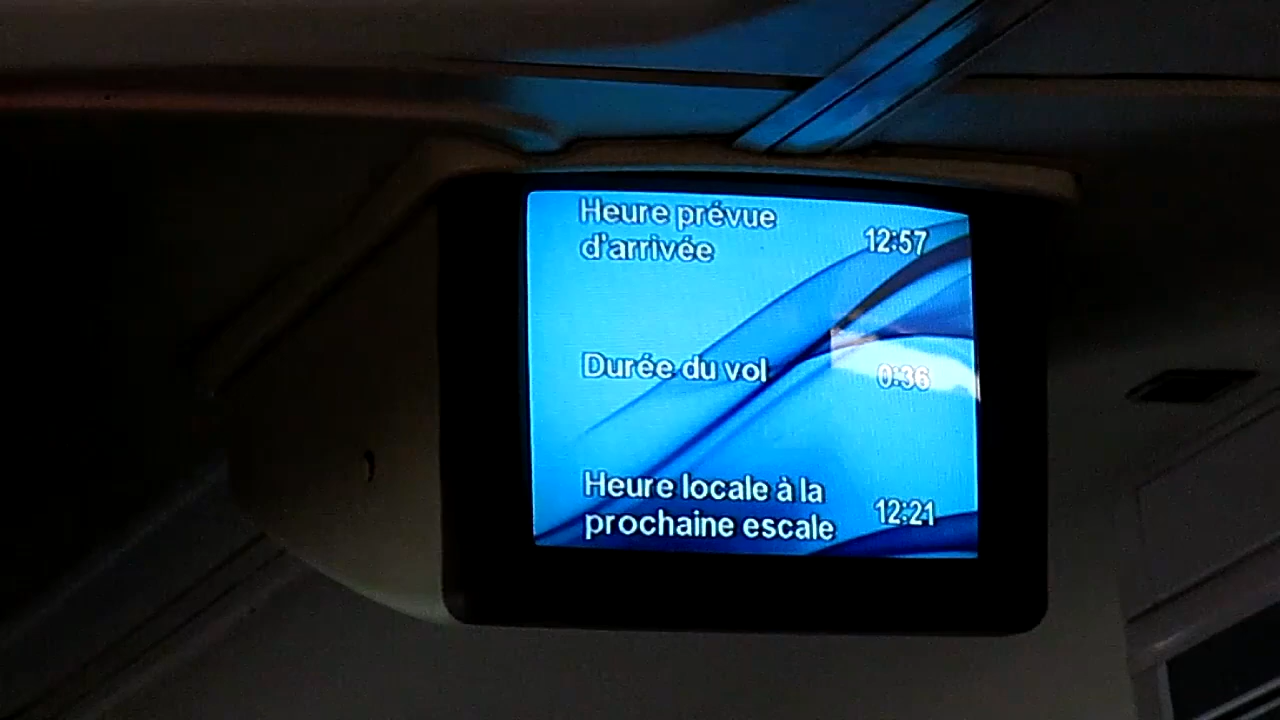 Heure prévue
d'arrivée 12:57
Durée du vol 0:36
Heure locale à la
prochaine escale 12:21